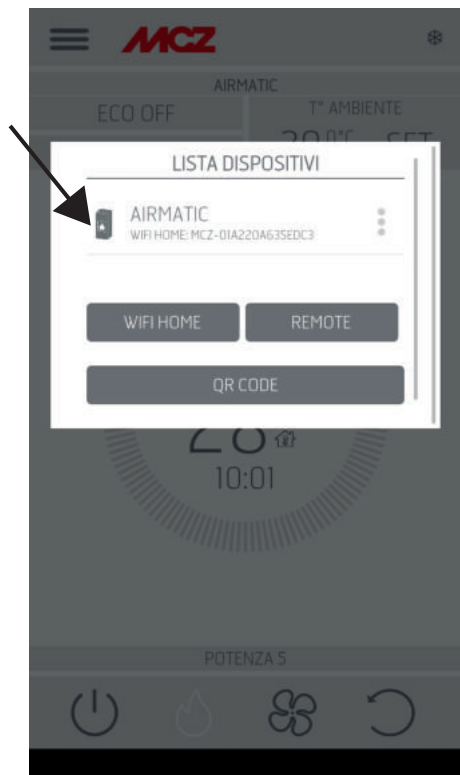 MCZ
AIRMATIC
ECO OFF
T° AMBIENTE
SET
LISTA DISPOSITIVI
AIRMATIC
WIFI HOME: MCZ-01A220A635EDC3
WIFI HOME
REMOTE
QR CODE
10:01
POTENZA 5